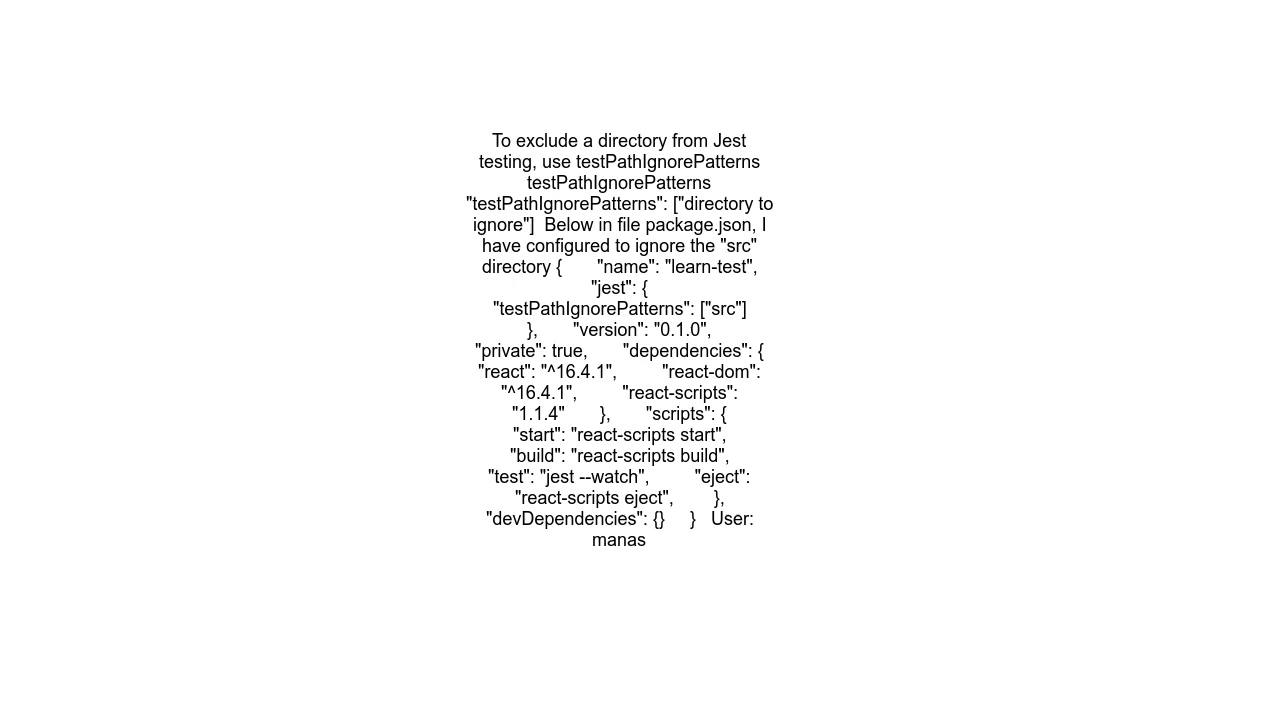 To exclude a directory from Jest
testing, use testPathIgnorePatterns
testPathIgnorePatterns
"testPathIgnorePatterns": ["directory to
ignore"]  Below in file package.json, I
have configured to ignore the "src"
directory {       "name": "learn-test",
"jest": {
"testPathIgnorePatterns": ["src"]
},       "version": "0.1.0",
"private": true,       "dependencies": {
"react": "^16.4.1",         "react-dom":
"^16.4.1",         "react-scripts":
"1.1.4"       },       "scripts": {
"start": "react-scripts start",
"build": "react-scripts build",
"test": "jest --watch",         "eject":
"react-scripts eject",        },
"devDependencies": {}     }   User:
manas